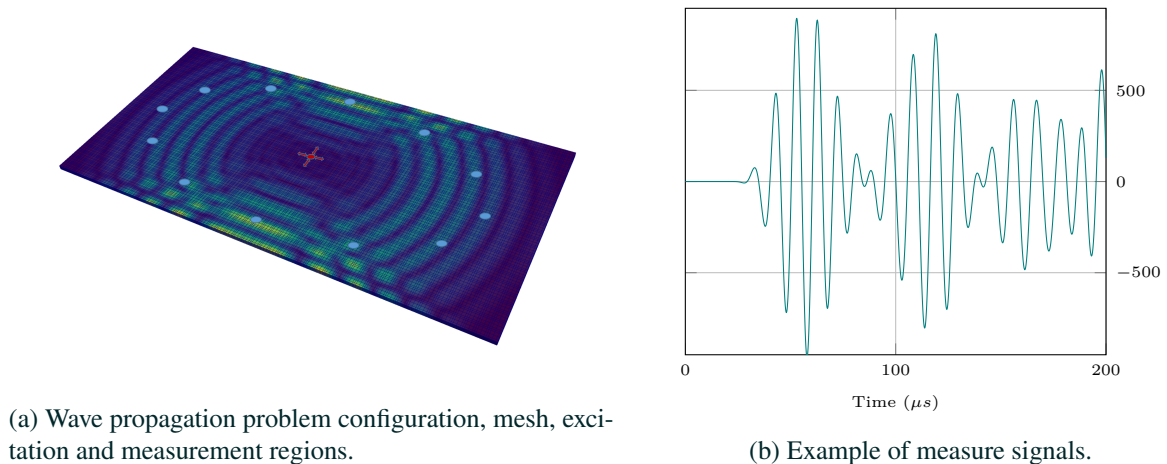 500
0
−500
0
100
200
Time (μs)
(a) Wave propagation problem configuration, mesh, exci-
tation and measurement regions.
(b) Example of measure signals.